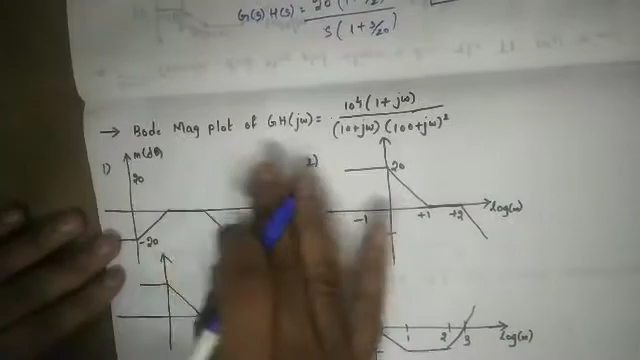 G(s) H(s) =
s ( 1 + s/20 )
→ Bode Mag plot of GH(jω) = 10⁴ (1 + jω) / (10+jω) (100+jω)²
1) m(dB) 2)
20 20
-1 +1 +2 log(ω)
-20
1 2 3 log(ω)